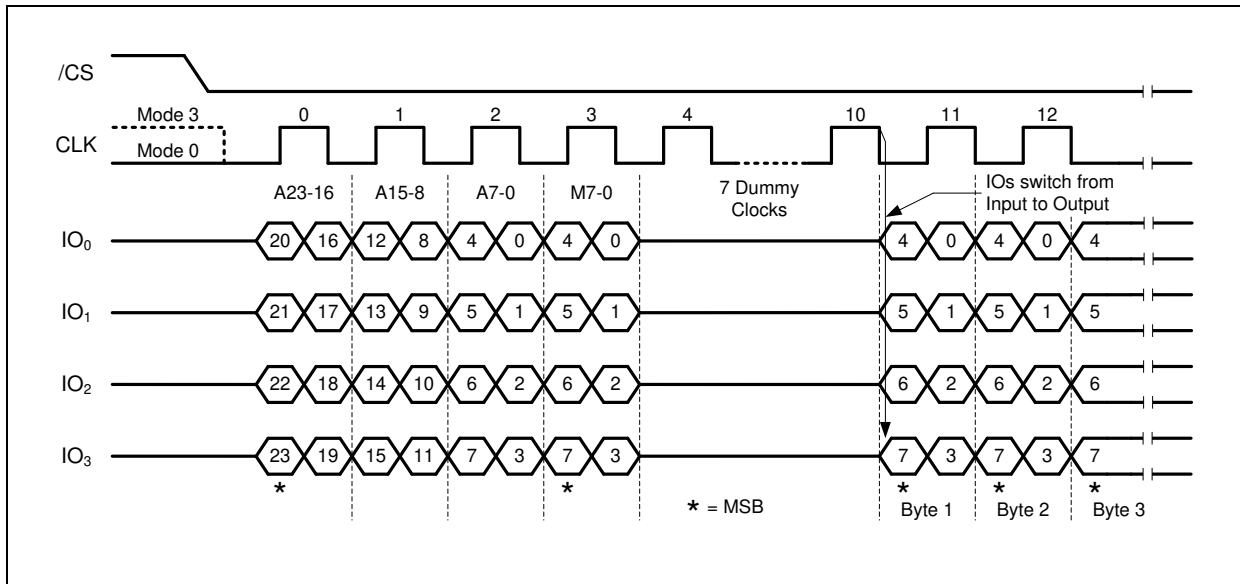 /CS
Mode 3 0 1 2 3 4 10 11 12
CLK
Mode 0
A23-16 A15-8 A7-0 M7-0 7 Dummy Clocks IOs switch from Input to Output
IO₀ 20 16 12 8 4 0 4 0 4 0 4 0 4
IO₁ 21 17 13 9 5 1 5 1 5 1 5 1 5
IO₂ 22 18 14 10 6 2 6 2 6 2 6 2 6
IO₃ 23 19 15 11 7 3 7 3 7 3 7 3 7
* * * * *
* = MSB Byte 1 Byte 2 Byte 3